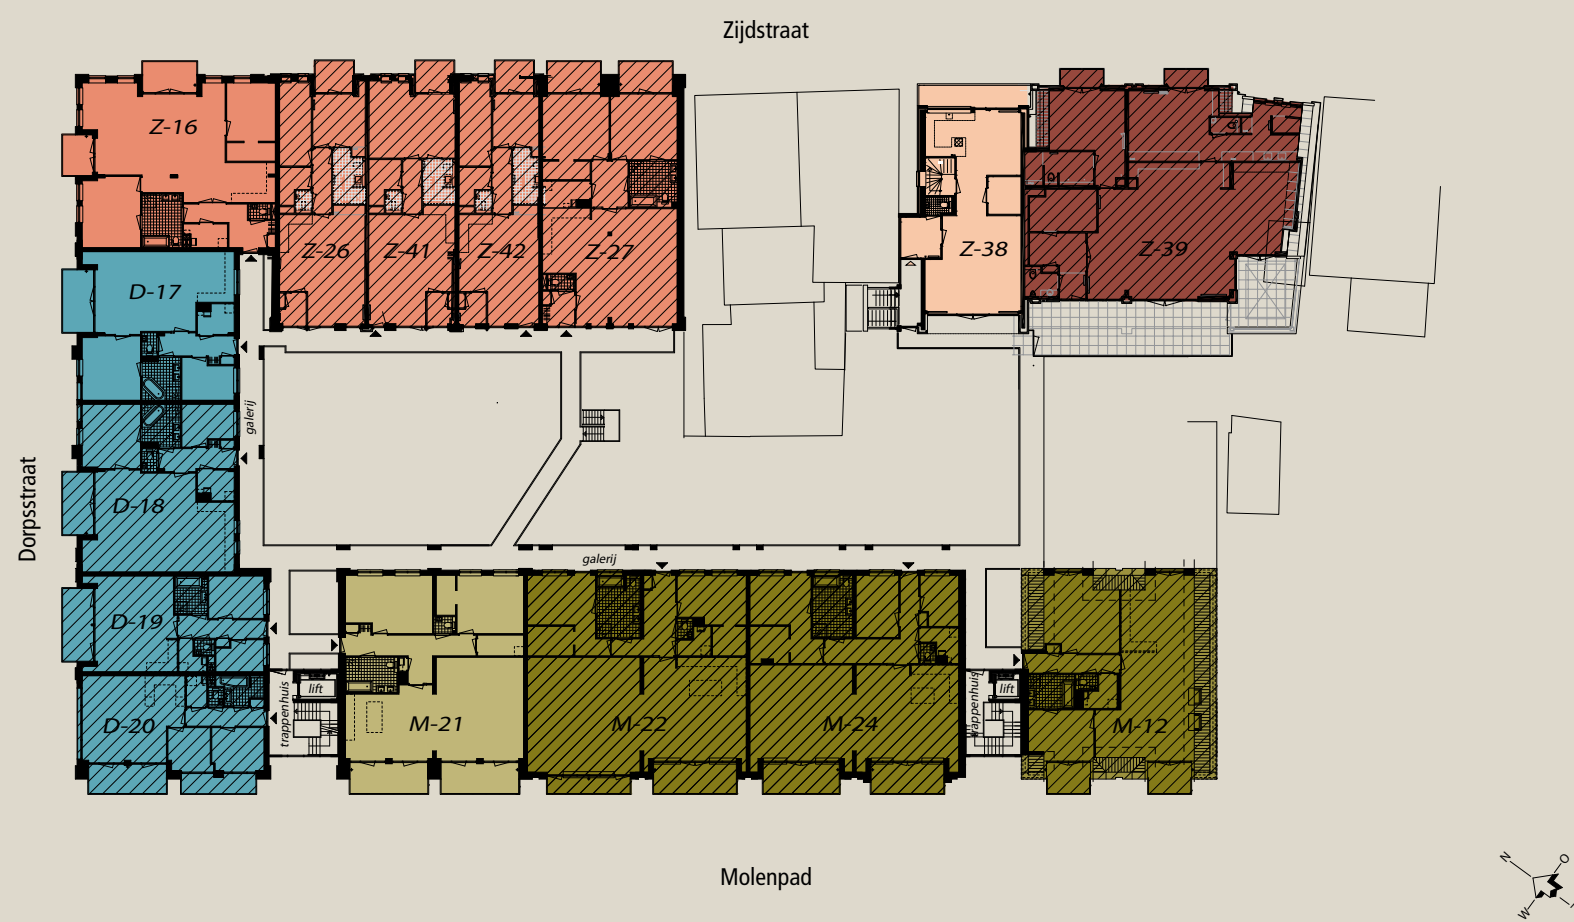 Zijdstraat
Z-16
Z-26
Z-41
Z-42
Z-27
Z-38
Z-39
D-17
galerij
D-18
Dorpsstraat
galerij
D-19
D-20
trappenhuis
lift
M-21
M-22
M-24
trappenhuis
lift
M-12
Molenpad
N
O
W